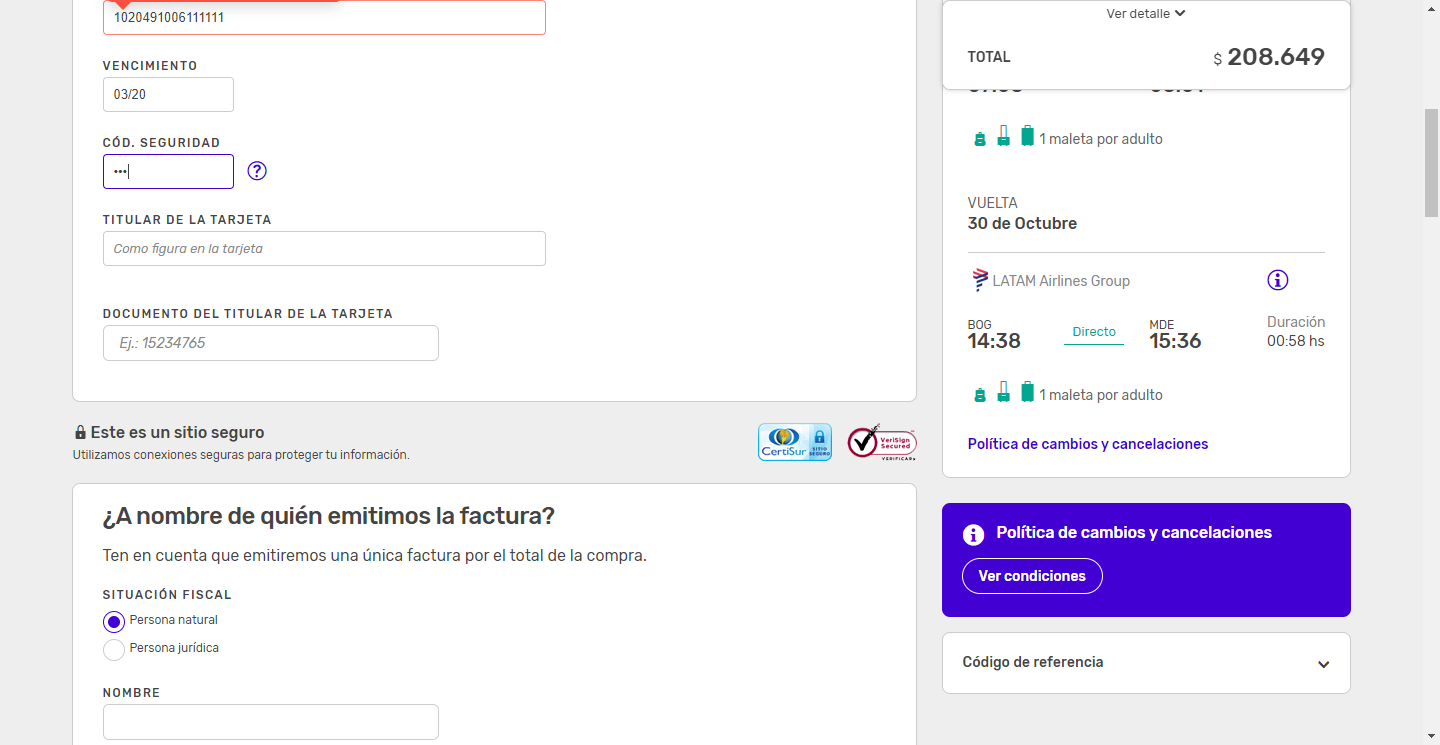 1020491006111111
VENCIMIENTO
03/20
CÓD. SEGURIDAD
•••
?
TITULAR DE LA TARJETA
Como figura en la tarjeta
DOCUMENTO DEL TITULAR DE LA TARJETA
Ej.: 15234765
Este es un sitio seguro
Utilizamos conexiones seguras para proteger tu información.
CertiSur
SITIO
SEGURO
VeriSign
Secured
VERIFICAR
¿A nombre de quién emitimos la factura?
Ten en cuenta que emitiremos una única factura por el total de la compra.
SITUACIÓN FISCAL
Persona natural
Persona jurídica
NOMBRE
Ver detalle
TOTAL
$ 208.649
1 maleta por adulto
VUELTA
30 de Octubre
LATAM Airlines Group
BOG
14:38
Directo
MDE
15:36
Duración
00:58 hs
1 maleta por adulto
Política de cambios y cancelaciones
Política de cambios y cancelaciones
Ver condiciones
Código de referencia